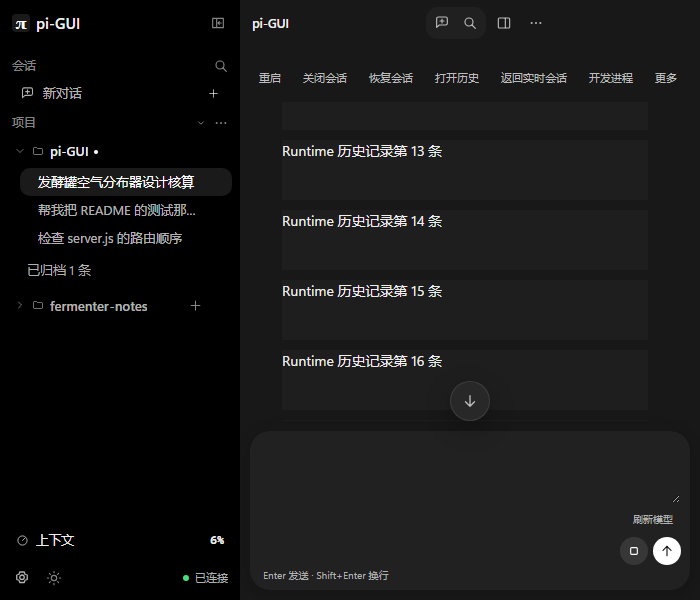 π pi-GUI
会话
新对话
项目
pi-GUI
发酵罐空气分布器设计核算
帮我把 README 的测试那...
检查 server.js 的路由顺序
已归档 1 条
fermenter-notes
上下文 6%
已连接
pi-GUI
重启 关闭会话 恢复会话 打开历史 返回实时会话 开发进程 更多
Runtime 历史记录第 13 条
Runtime 历史记录第 14 条
Runtime 历史记录第 15 条
Runtime 历史记录第 16 条
刷新模型
Enter 发送 · Shift+Enter 换行